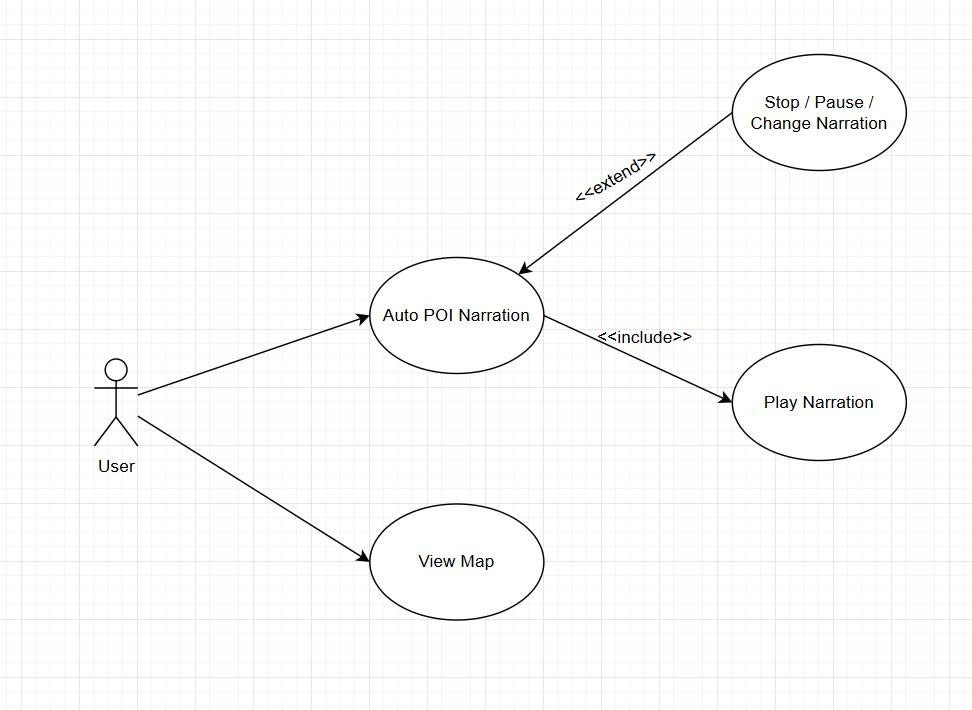 Stop / Pause /
Change Narration
<<extend>>
Auto POI Narration
<<include>>
Play Narration
User
View Map